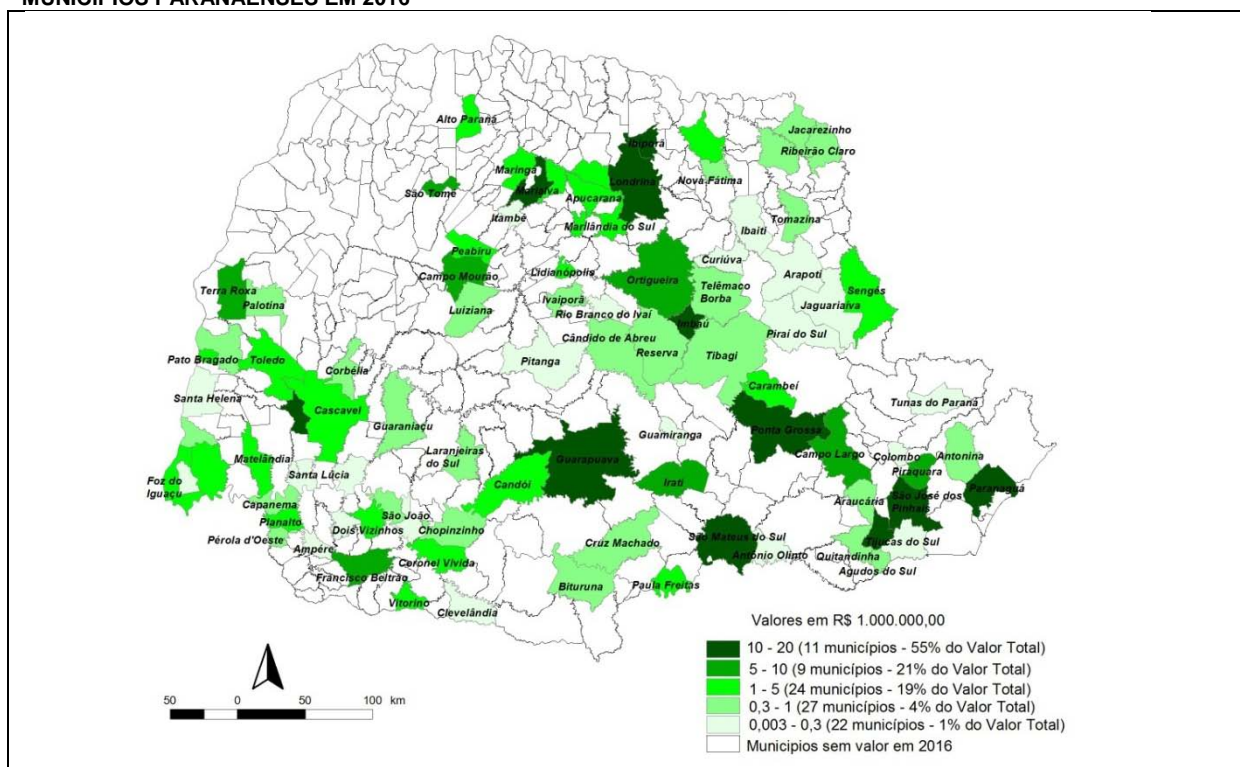 MUNICÍPIOS PARANAENSES EM 2016
Alto Paraná
Jacarezinho
Ibiporã
Ribeirão Claro
Maringá
Nova Fátima
Londrina
São Tomé
Marialva
Apucarana
Itambé
Tomazina
Marilândia do Sul
Ibaiti
Peabiru
Curiúva
Campo Mourão
Lidianópolis
Arapoti
Ortigueira
Terra Roxa
Telêmaco
Borba
Sengés
Palotina
Ivaiporã
Jaguariaíva
Luiziana
Rio Branco do Ivaí
Imbaú
Piraí do Sul
Cândido de Abreu
Reserva
Tibagi
Pato Bragado
Toledo
Pitanga
Corbélia
Carambeí
Santa Helena
Tunas do Paraná
Cascavel
Guaraniaçu
Guamiranga
Ponta Grossa
Laranjeiras
do Sul
Guarapuava
Campo Largo
Colombo
Antonina
Matelândia
Piraquara
Foz do
Iguaçu
Santa Lúcia
Candói
Irati
São José dos
Pinhais
Paranaguá
Araucária
Capanema
São João
Planalto
Dois Vizinhos
Chopinzinho
São Mateus do Sul
Tijucas do Sul
Pérola d'Oeste
Cruz Machado
Ampére
Antônio Olinto
Quitandinha
Coronel Vivida
Agudos do Sul
Francisco Beltrão
Bituruna
Paula Freitas
Vitorino
Clevelândia
Valores em R$ 1.000.000,00
10 - 20 (11 municípios - 55% do Valor Total)
5 - 10 (9 municípios - 21% do Valor Total)
1 - 5 (24 municípios - 19% do Valor Total)
0,3 - 1 (27 municípios - 4% do Valor Total)
0,003 - 0,3 (22 municípios - 1% do Valor Total)
Municipios sem valor em 2016
50 0 50 100 km